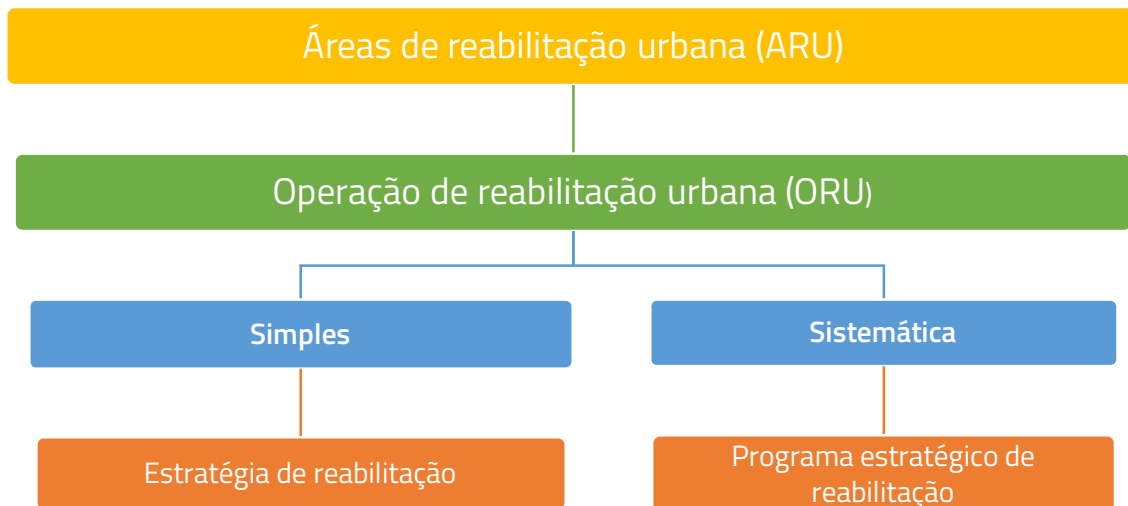 Áreas de reabilitação urbana (ARU)
Operação de reabilitação urbana (ORU)
Simples
Sistemática
Estratégia de reabilitação
Programa estratégico de
reabilitação